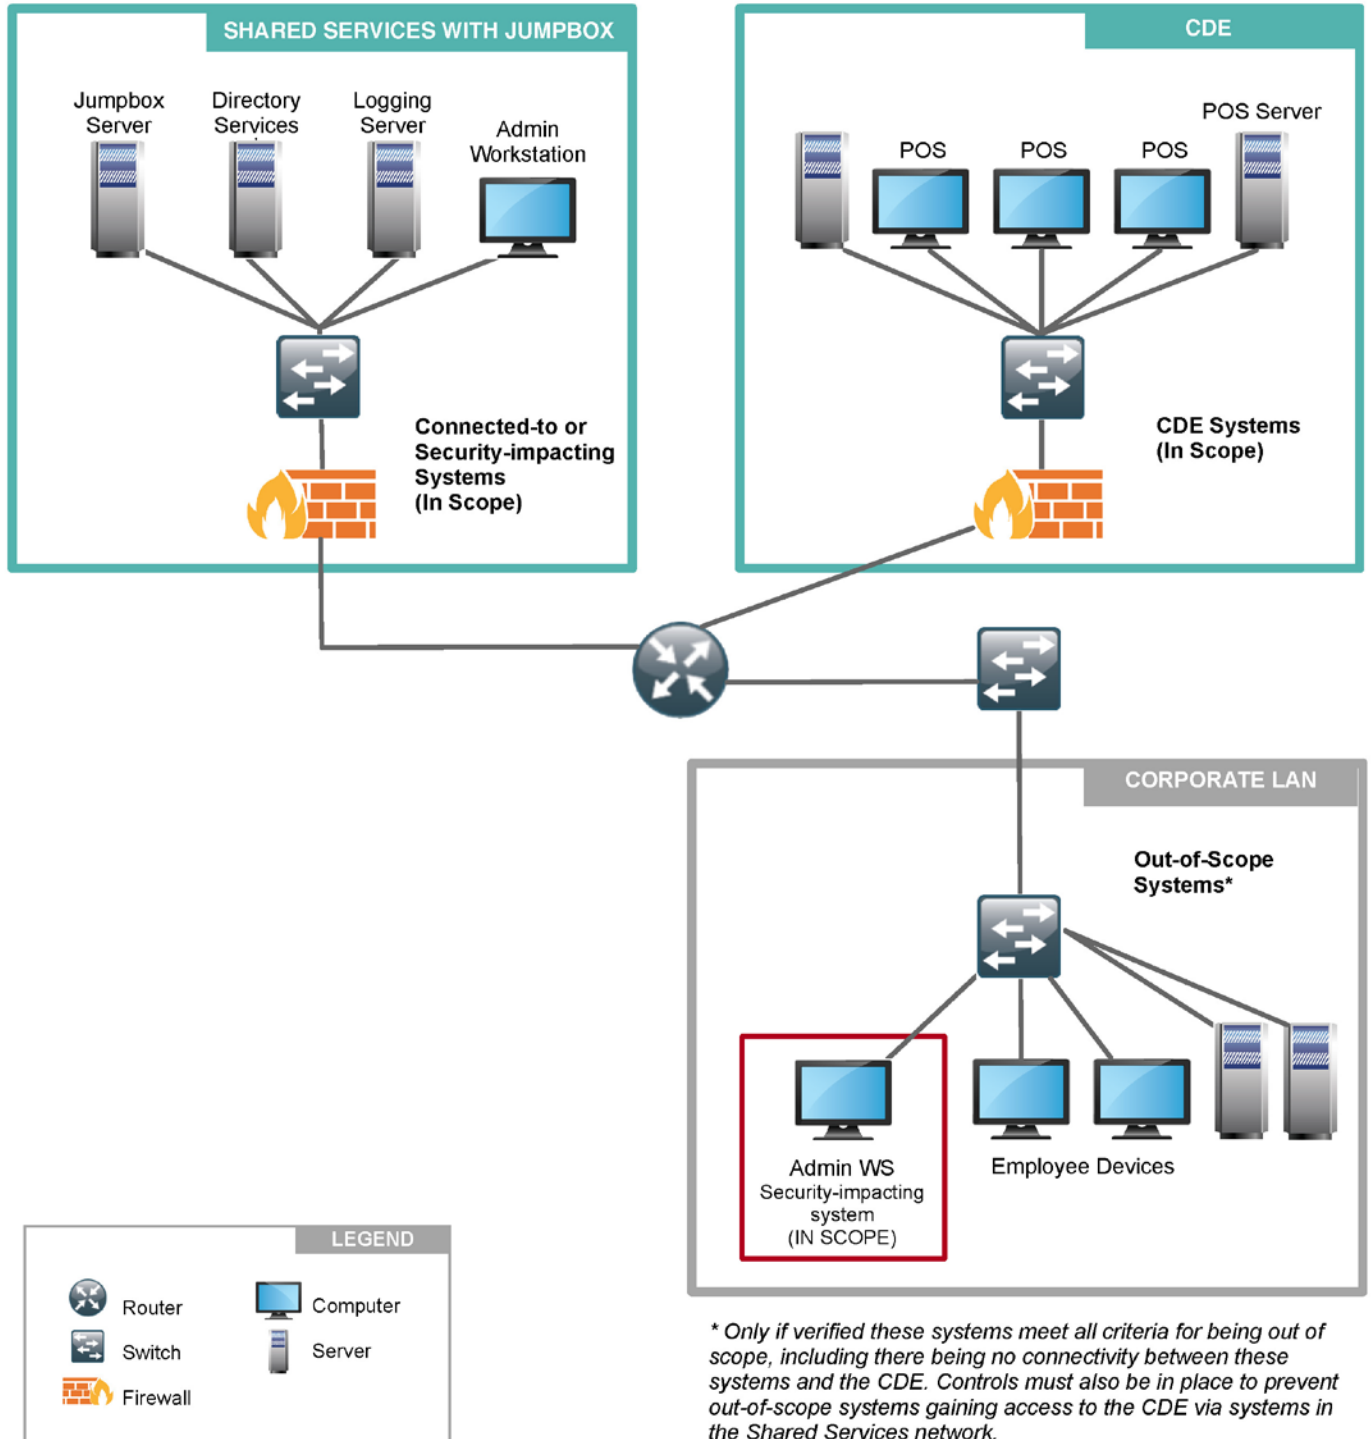 SHARED SERVICES WITH JUMPBOX
CDE
Jumpbox
Server
Directory
Services
Logging
Server
Admin
Workstation
POS
POS
POS
POS Server
Connected-to or
Security-impacting
Systems
(In Scope)
CDE Systems
(In Scope)
CORPORATE LAN
Out-of-Scope
Systems*
Admin WS
Security-impacting
system
(IN SCOPE)
Employee Devices
LEGEND
Router
Computer
Switch
Server
Firewall
* Only if verified these systems meet all criteria for being out of
scope, including there being no connectivity between these
systems and the CDE. Controls must also be in place to prevent
out-of-scope systems gaining access to the CDE via systems in
the Shared Services network.